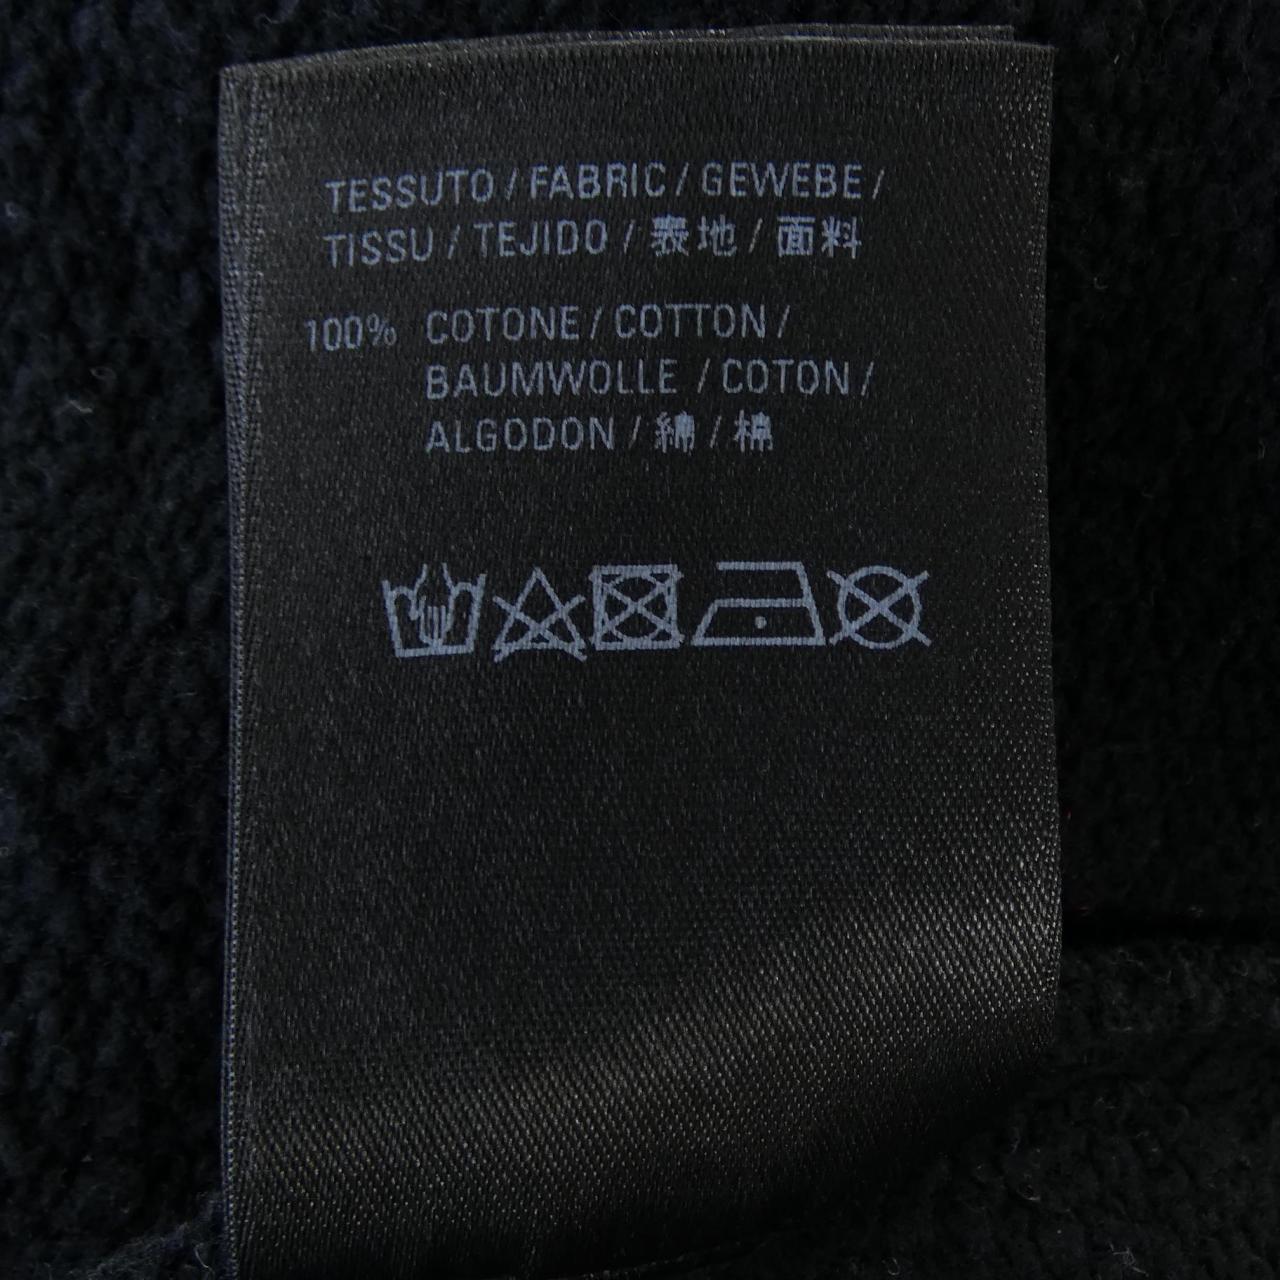 TESSUTO / FABRIC / GEWEBE /
TISSU / TEJIDO / 表地 / 面料
100% COTONE / COTTON /
BAUMWOLLE / COTON /
ALGODON / 綿 / 棉